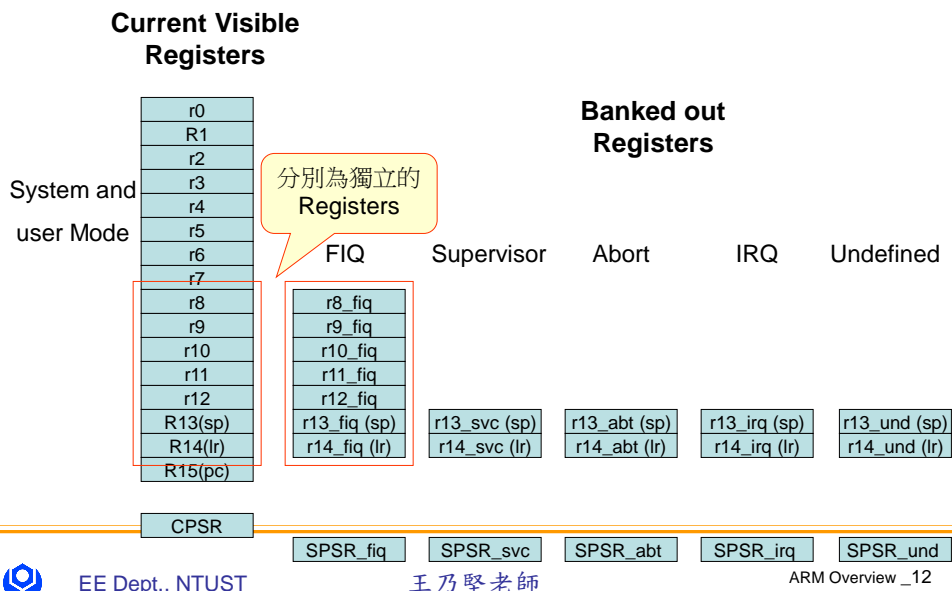 Current Visible
Registers
Banked out
Registers
System and
user Mode
r0
R1
r2
r3
r4
r5
r6
r7
r8
r9
r10
r11
r12
R13(sp)
R14(lr)
R15(pc)
CPSR
分別為獨立的
Registers
FIQ
r8_fiq
r9_fiq
r10_fiq
r11_fiq
r12_fiq
r13_fiq (sp)
r14_fiq (lr)
SPSR_fiq
Supervisor
r13_svc (sp)
r14_svc (lr)
SPSR_svc
Abort
r13_abt (sp)
r14_abt (lr)
SPSR_abt
IRQ
r13_irq (sp)
r14_irq (lr)
SPSR_irq
Undefined
r13_und (sp)
r14_und (lr)
SPSR_und
EE Dept., NTUST
王乃堅老師
ARM Overview _12